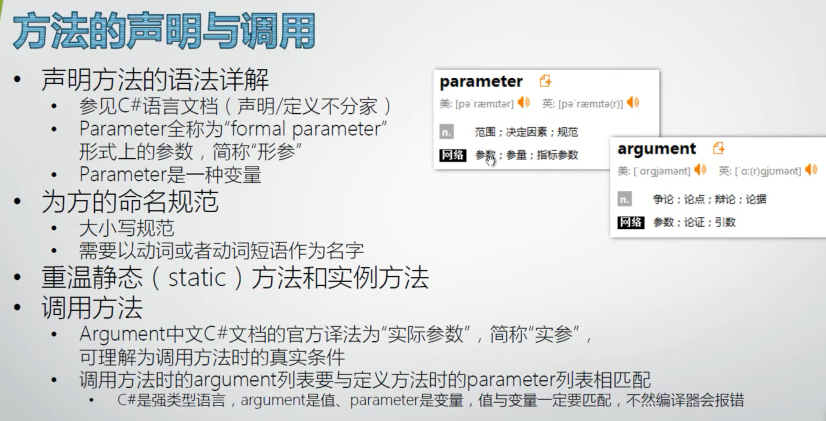 方法的声明与调用
• 声明方法的语法详解
• 参见C#语言文档（声明/定义不分家）
• Parameter全称为“formal parameter”
形式上的参数，简称“形参”
• Parameter是一种变量
• 为方的命名规范
• 大小写规范
• 需要以动词或者动词短语作为名字
• 重温静态（static）方法和实例方法
• 调用方法
• Argument中文C#文档的官方译法为“实际参数”，简称“实参”，
可理解为调用方法时的真实条件
• 调用方法时的argument列表要与定义方法时的parameter列表相匹配
• C#是强类型语言，argument是值、parameter是变量，值与变量一定要匹配，不然编译器会报错
parameter
美: [pəˈræmɪtər] 英: [pəˈræmɪtə(r)]
n. 范围；决定因素；规范
网络 参数；参量；指标参数
argument
美: [ˈɑrɡjəmənt] 英: [ˈɑː(r)ɡjʊmənt]
n. 争论；论点；辩论；论据
网络 参数；论证；引数